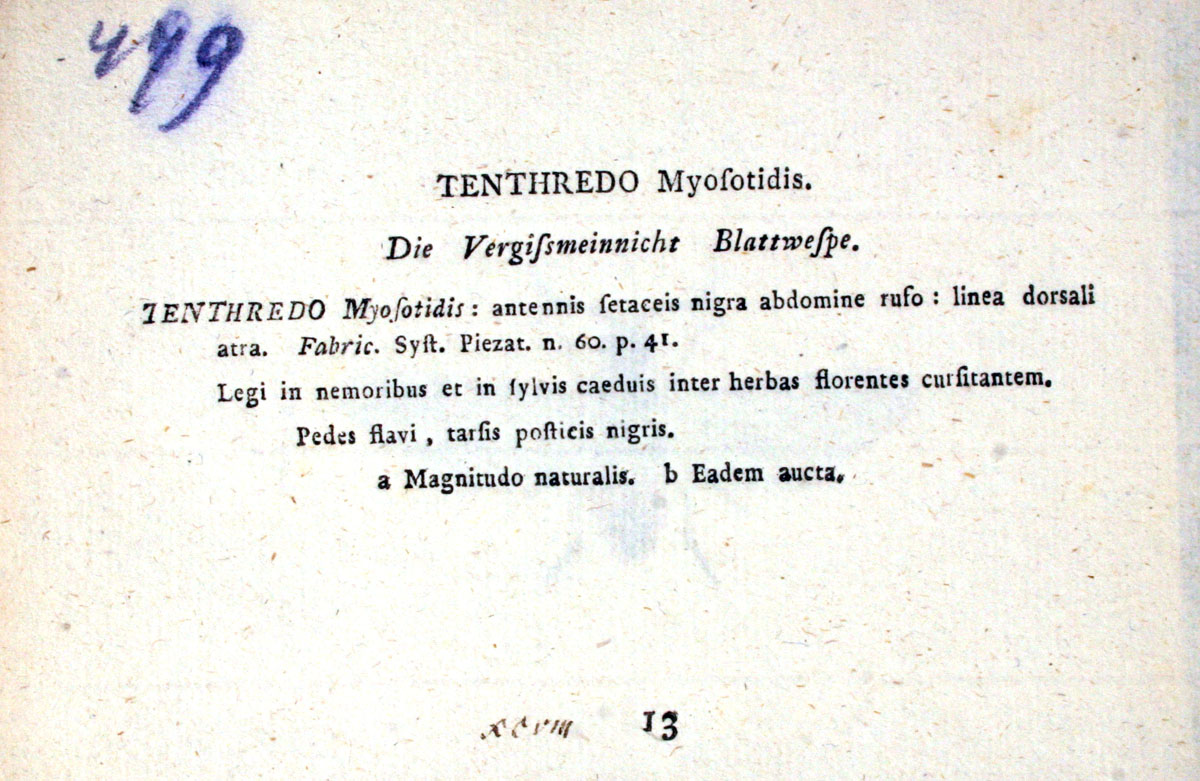 499
TENTHREDO Myoſotidis.
Die Vergiſsmeinnicht Blattweſpe.
TENTHREDO Myoſotidis: antennis ſetaceis nigra abdomine rufo: linea dorsali
atra. Fabric. Syſt. Piezat. n. 60. p. 41.
Legi in nemoribus et in ſylvis caeduis inter herbas florentes curſitantem.
Pedes flavi, tarſis poſticis nigris.
a Magnitudo naturalis. b Eadem aucta.
xcvm 13